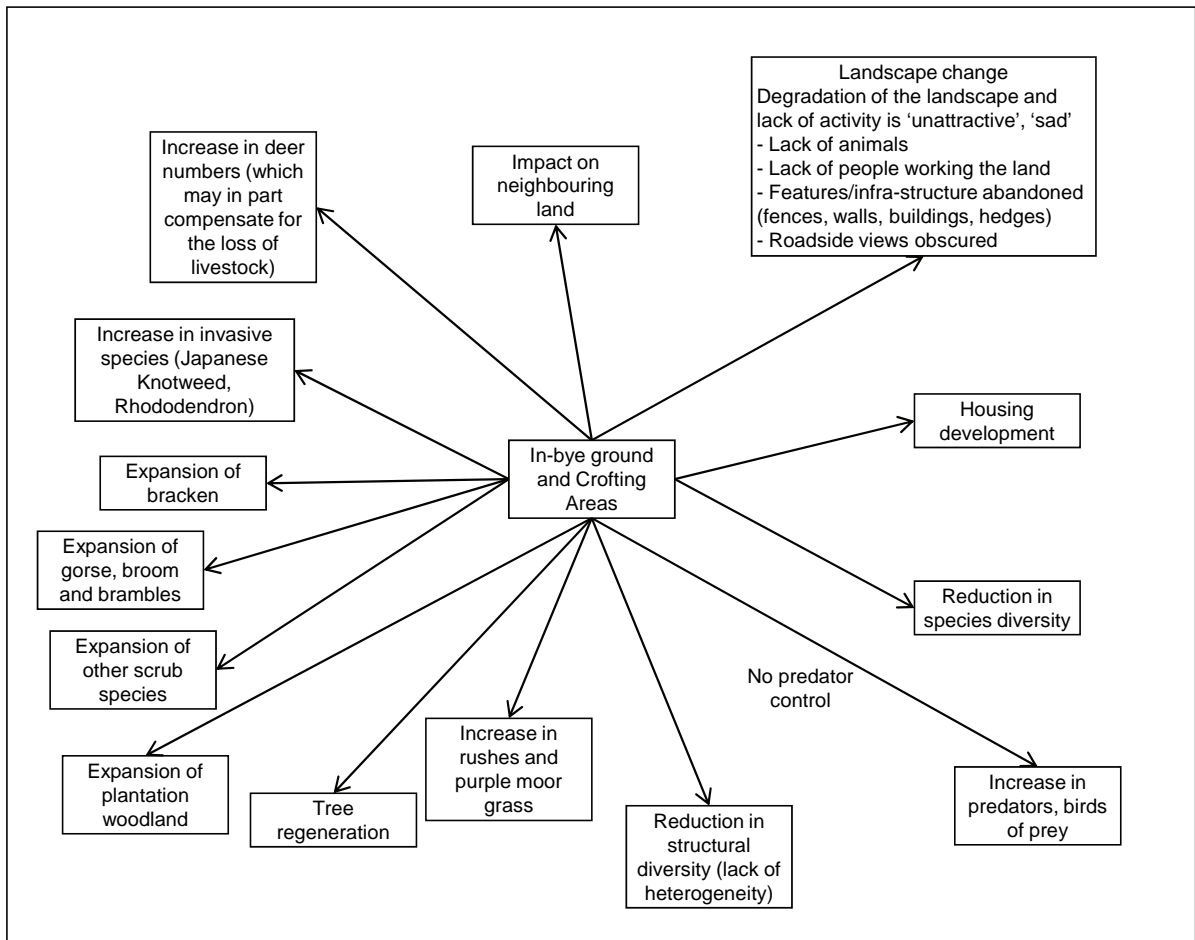 Landscape change
Degradation of the landscape and
lack of activity is ‘unattractive’, ‘sad’
- Lack of animals
- Lack of people working the land
- Features/infra-structure abandoned
(fences, walls, buildings, hedges)
- Roadside views obscured
Increase in deer
numbers (which
may in part
compensate for
the loss of
livestock)
Impact on
neighbouring
land
Increase in invasive
species (Japanese
Knotweed,
Rhododendron)
Housing
development
In-bye ground
and Crofting
Areas
Expansion of
bracken
Expansion of
gorse, broom
and brambles
Reduction in
species diversity
Expansion of
other scrub
species
No predator
control
Expansion of
plantation
woodland
Tree
regeneration
Increase in
rushes and
purple moor
grass
Reduction in
structural
diversity (lack of
heterogeneity)
Increase in
predators, birds
of prey